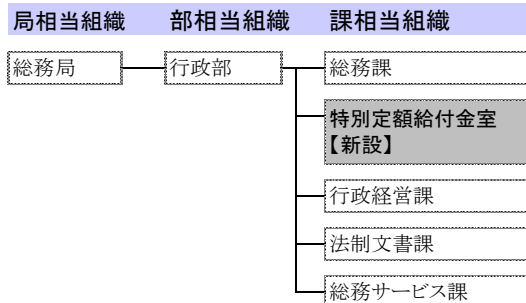 局相当組織 部相当組織 課相当組織
総務局 行政部 総務課
特別定額給付金室
【新設】
行政経営課
法制文書課
総務サービス課